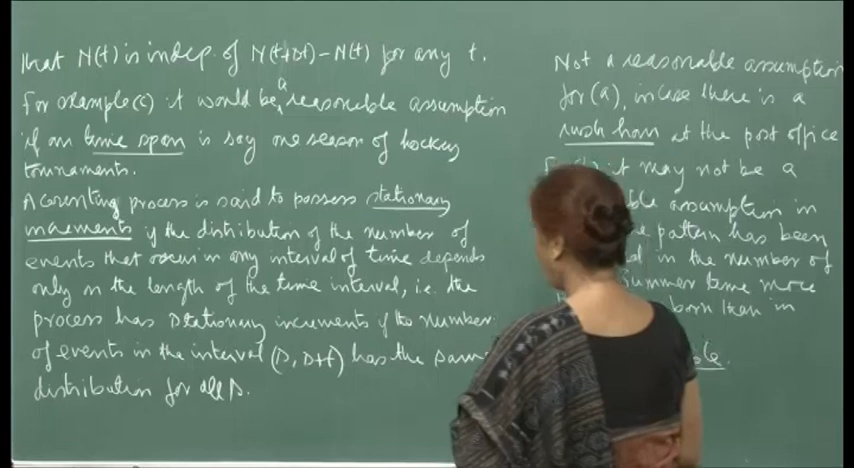 that N(t) is indep. of N(t+Dt) - N(t) for any t.
For example(c) it would be a reasonable assumption
if our time span is say one season of hockey
tournaments.
A Counting process is said to possess stationary
increments if the distribution of the number of
events that occur in any interval of time depends
only on the length of the time interval, i.e. the
process has stationary increments if the number
of events in the interval (s, s+t) has the same
distribution for all s.
Not a reasonable assumption
for (a), in case there is a
rush hour at the post office
it may not be a
assumption in
pattern has been
in the number of
summer time more
born than in